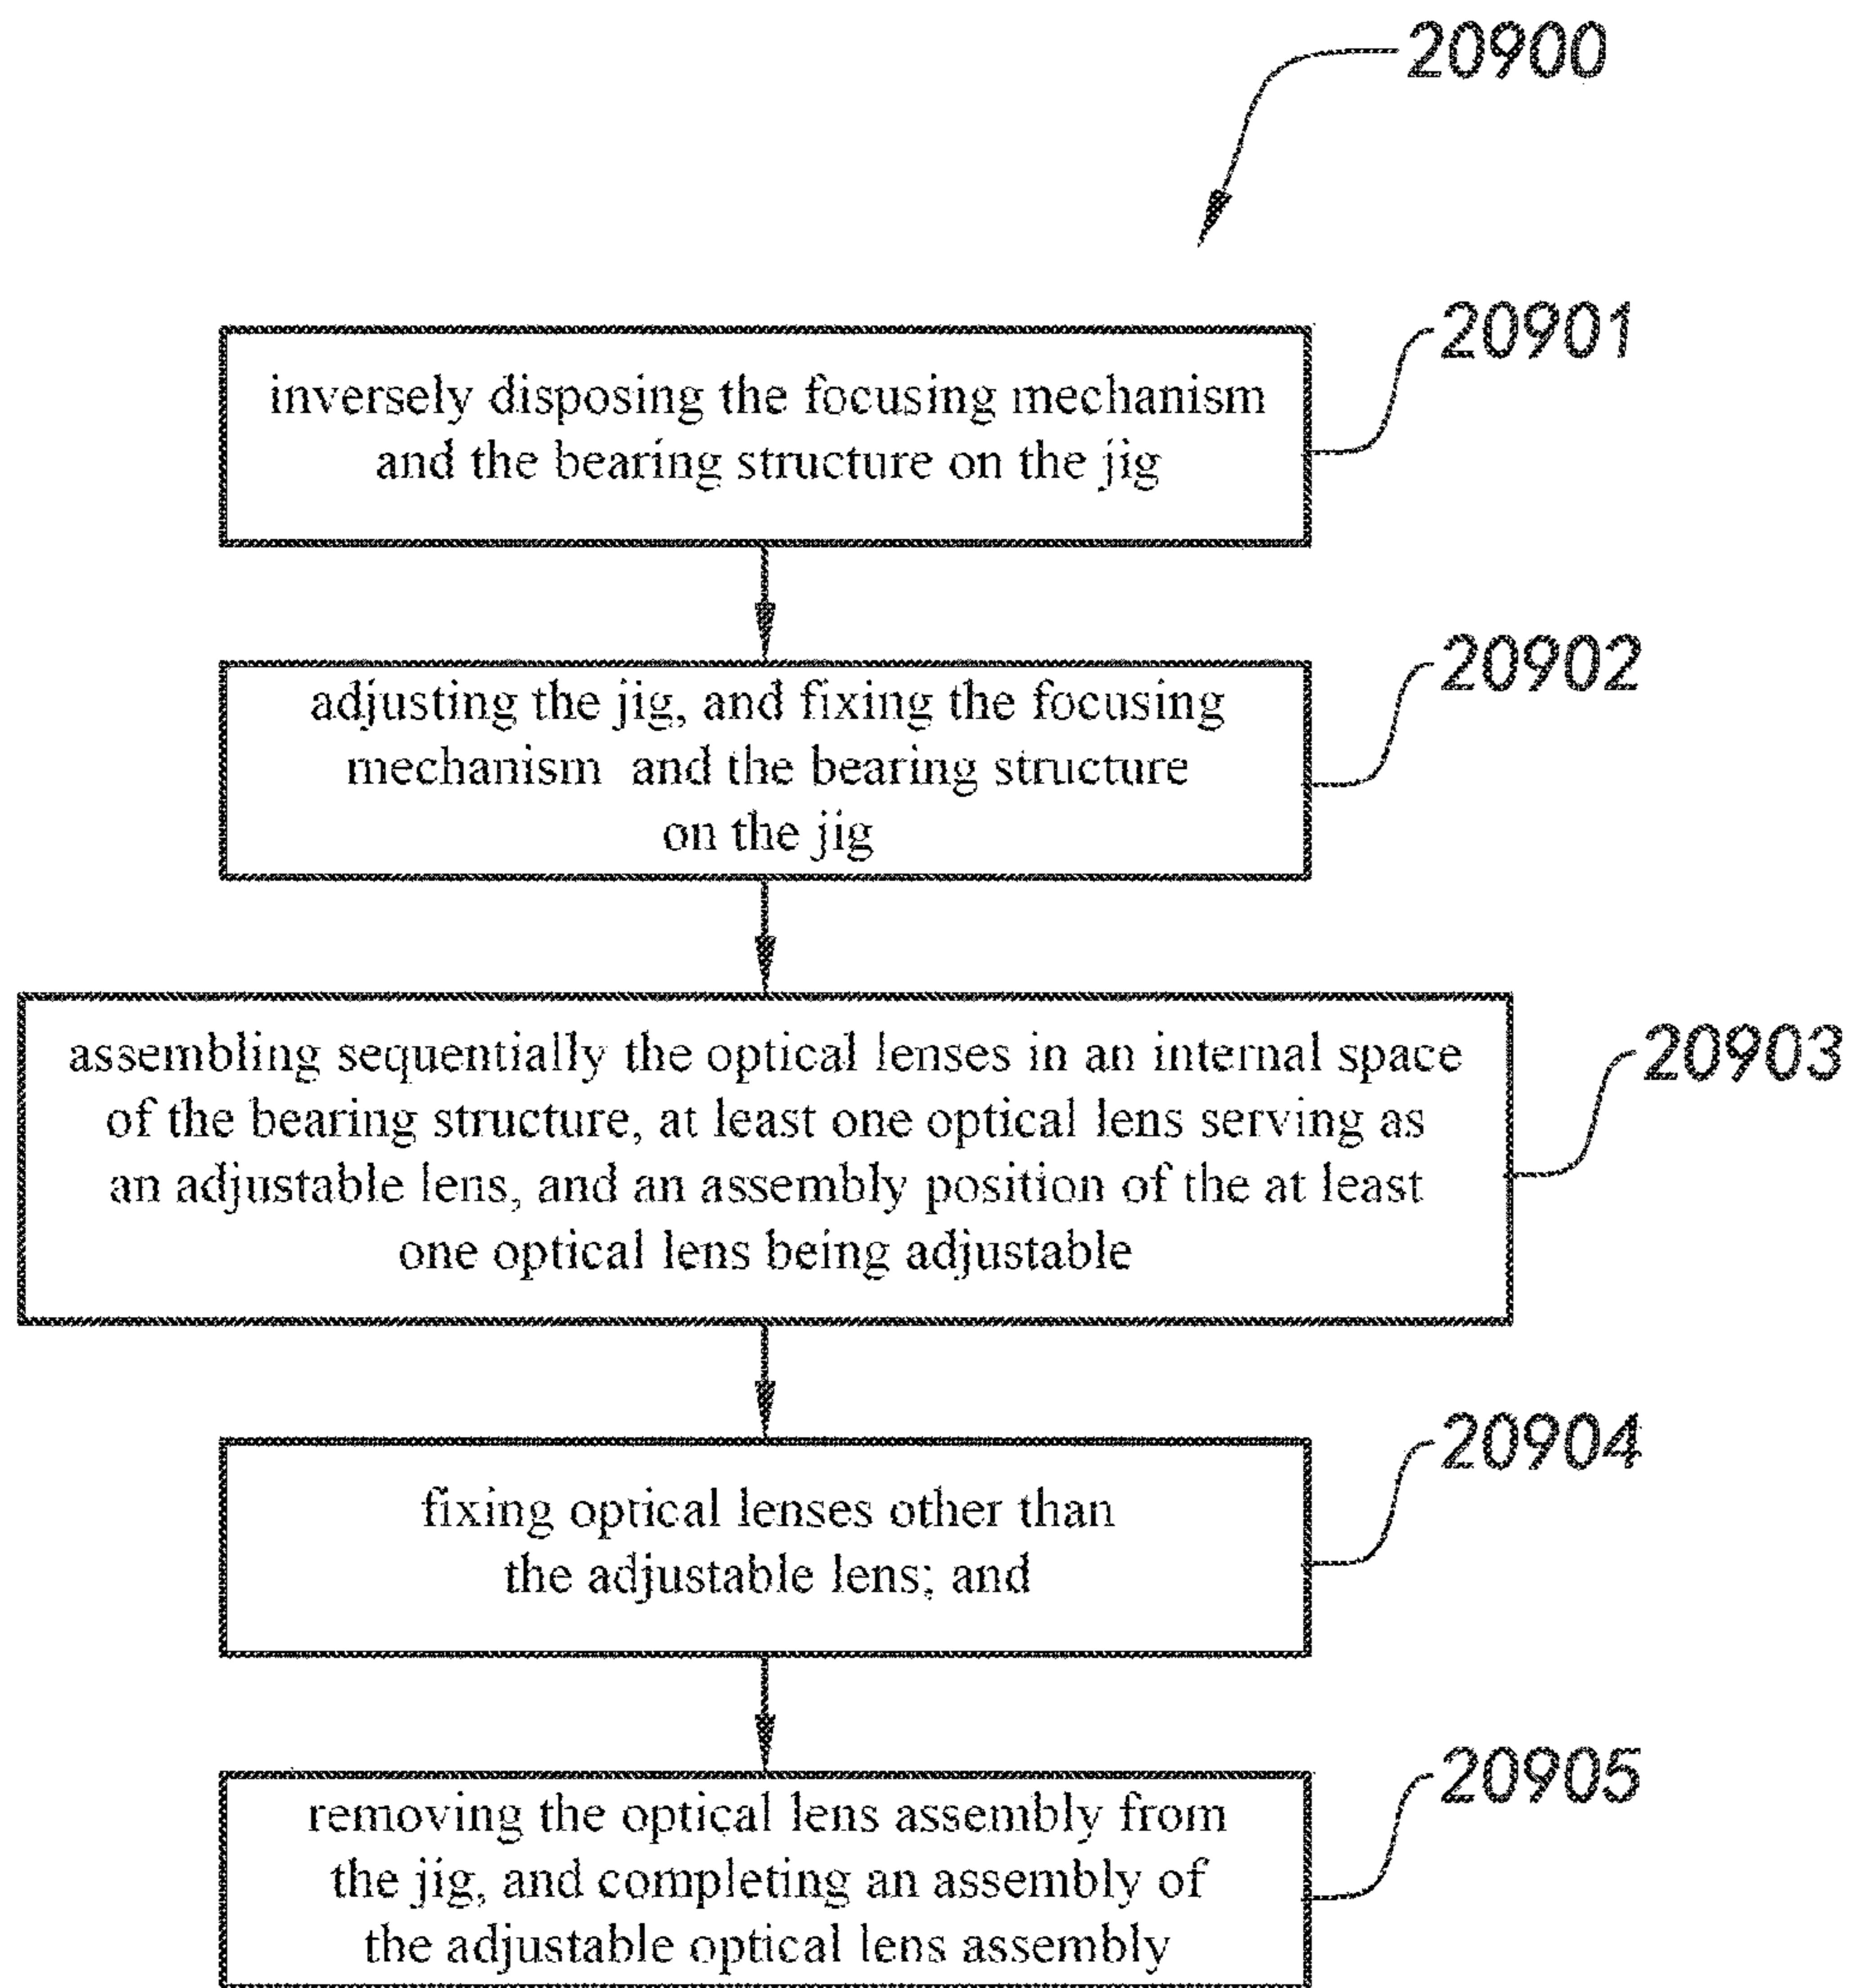 20900
20901
inversely disposing the focusing mechanism
and the bearing structure on the jig
20902
adjusting the jig, and fixing the focusing
mechanism and the bearing structure
on the jig
20903
assembling sequentially the optical lenses in an internal space
of the bearing structure, at least one optical lens serving as
an adjustable lens, and an assembly position of the at least
one optical lens being adjustable
20904
fixing optical lenses other than
the adjustable lens; and
20905
removing the optical lens assembly from
the jig, and completing an assembly of
the adjustable optical lens assembly